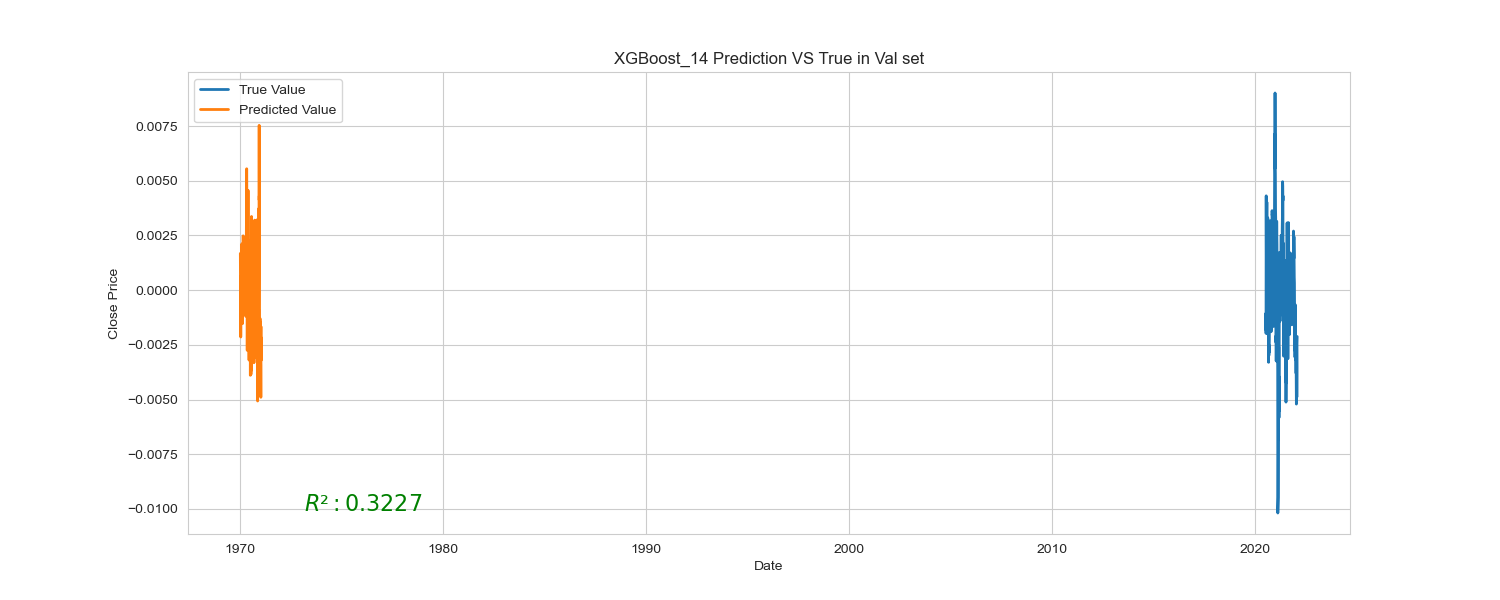 XGBoost_14 Prediction VS True in Val set
True Value
Predicted Value
0.0075
0.0050
0.0025
0.0000
−0.0025
−0.0050
−0.0075
−0.0100
Close Price
R² : 0.3227
1970 1980 1990 2000 2010 2020
Date